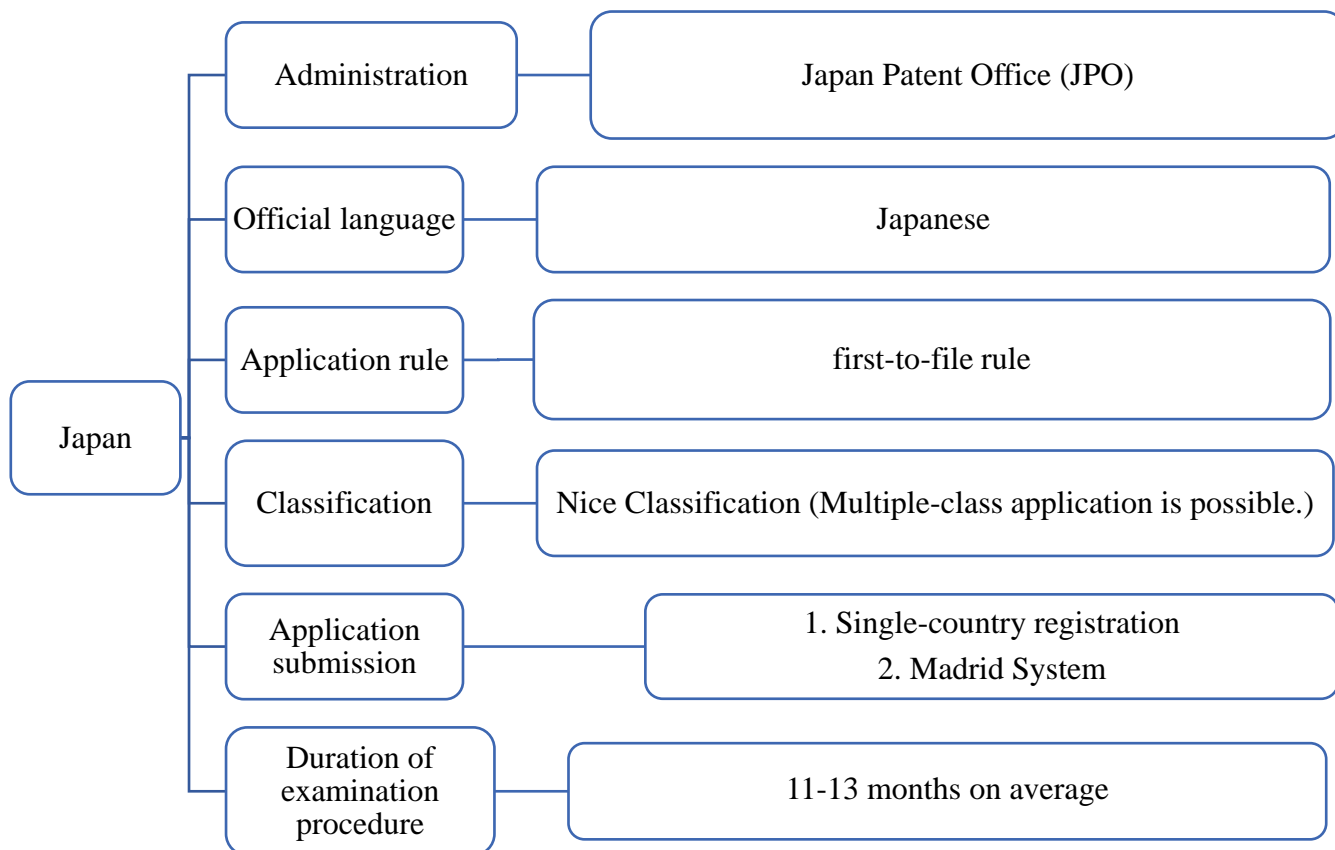 Administration
Japan Patent Office (JPO)
Official language
Japanese
Application rule
first-to-file rule
Japan
Classification
Nice Classification (Multiple-class application is possible.)
Application
submission
1. Single-country registration
2. Madrid System
Duration of
examination
procedure
11-13 months on average